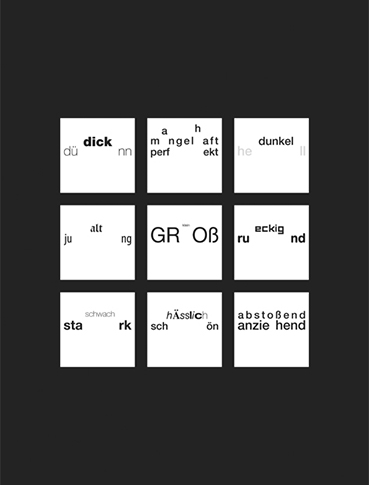 dick
dü nn
a h
m ngel aft
perf ekt
dunkel
he ll
alt
ju ng
GR Oß
eckig
ru nd
schwach
sta rk
hÄsslich
sch ön
abstoßend
anzie hend